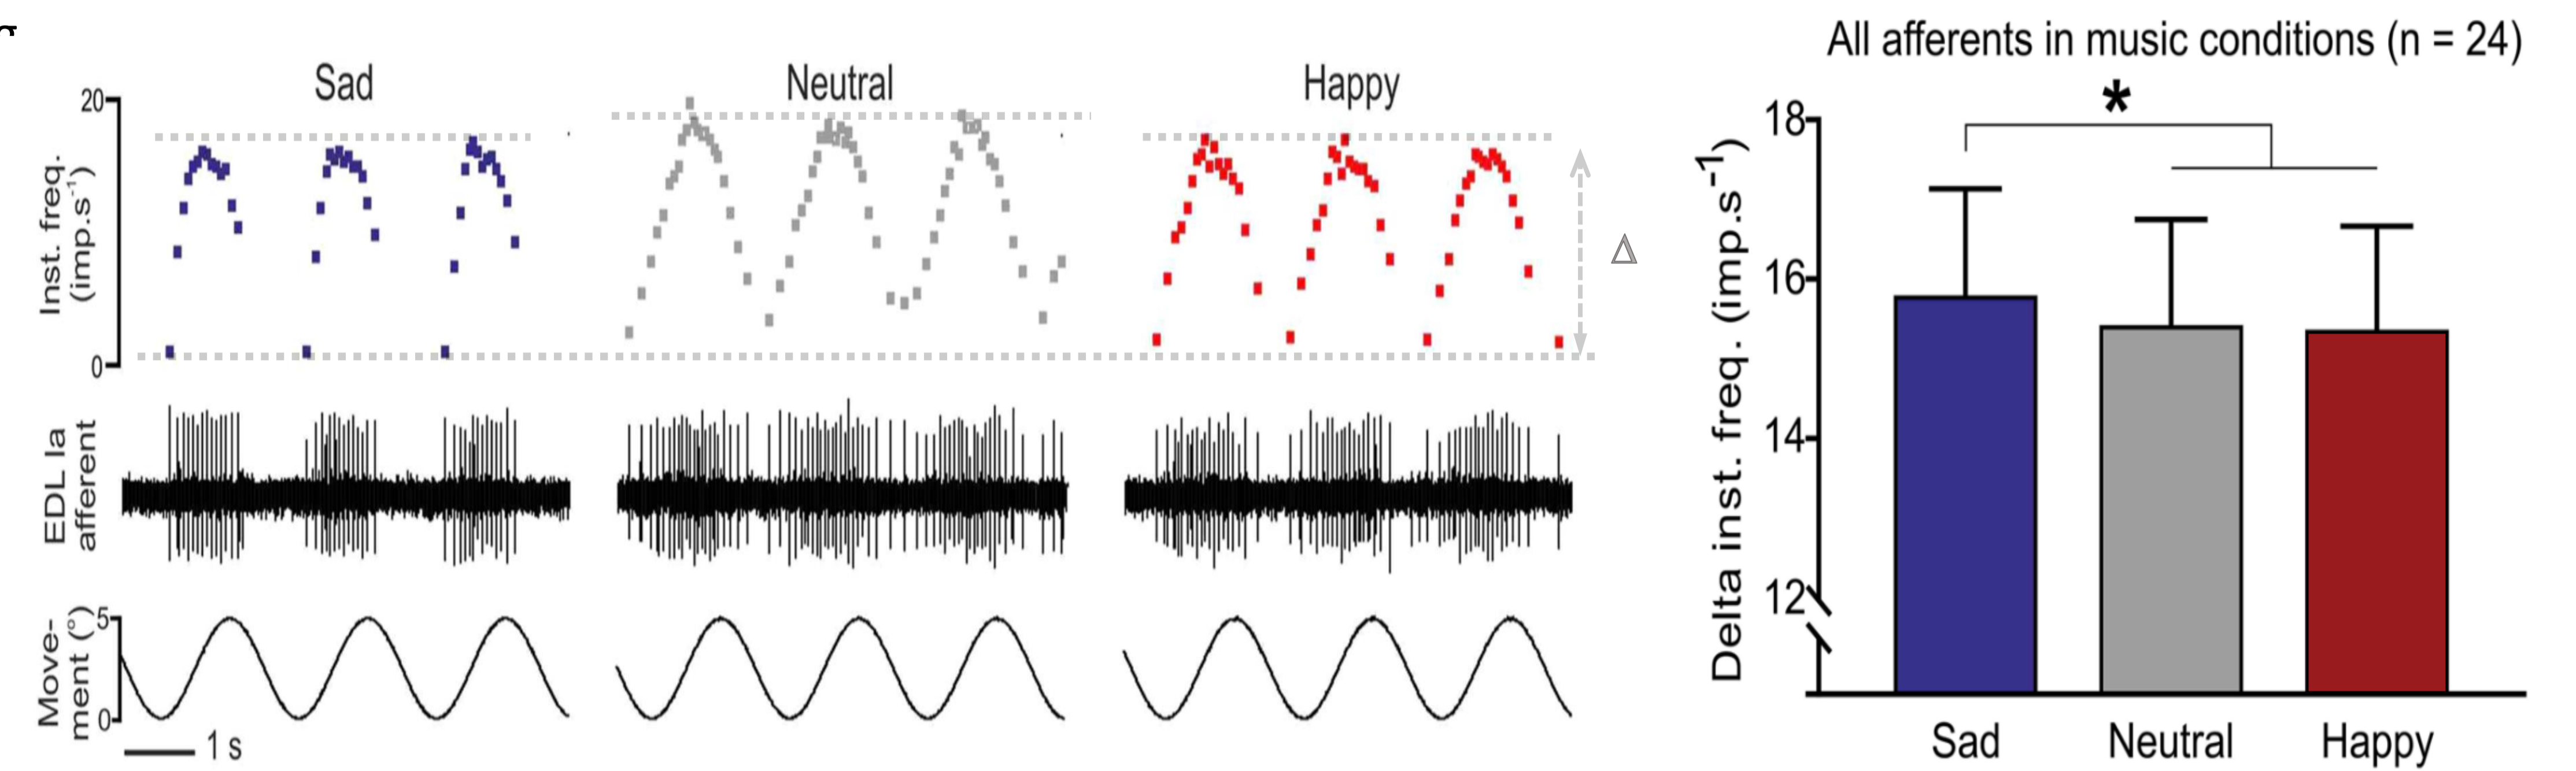 g
Sad
Neutral
Happy
20
0
Inst. freq.
(imp.s⁻¹)
Δ
EDL Ia
afferent
Move-
ment (°)
5
0
1 s
All afferents in music conditions (n = 24)
*
18
16
14
12
Delta inst. freq. (imp.s⁻¹)
Sad
Neutral
Happy